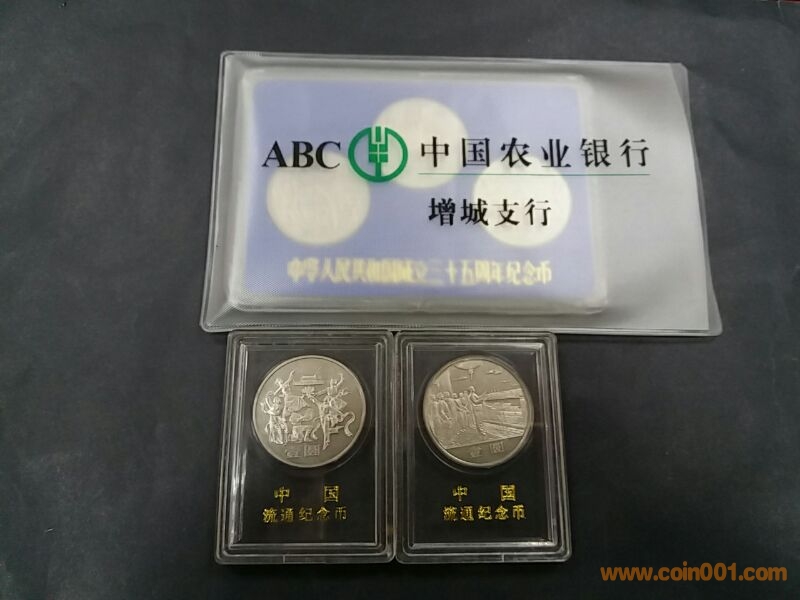 ABC 中国农业银行
增城支行
中华人民共和国成立三十五周年纪念币
壹圆
壹圆
中国
流通纪念币
中国
流通纪念币
www.coin001.com